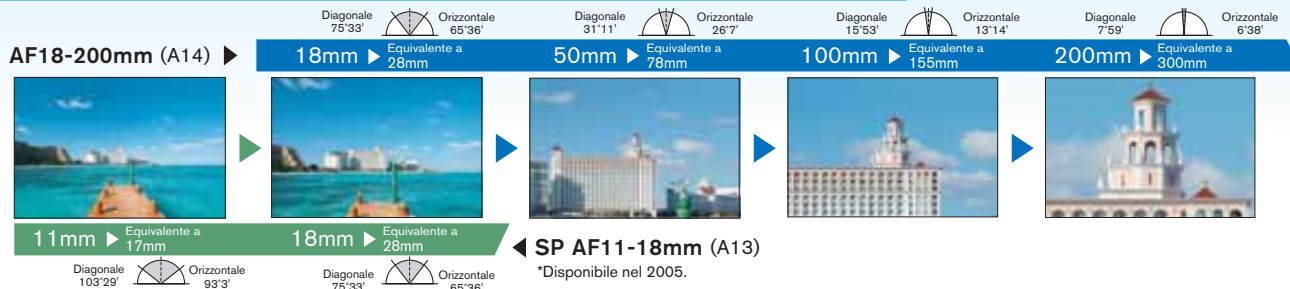 Diagonale 75°33' Orizzontale 65°36'
Diagonale 31°11' Orizzontale 26°7'
Diagonale 15°53' Orizzontale 13°14'
Diagonale 7°59' Orizzontale 6°38'
AF18-200mm (A14)
18mm Equivalente a 28mm
50mm Equivalente a 78mm
100mm Equivalente a 155mm
200mm Equivalente a 300mm
11mm Equivalente a 17mm
18mm Equivalente a 28mm
SP AF11-18mm (A13)
*Disponibile nel 2005.
Diagonale 103°29' Orizzontale 93°3'
Diagonale 75°33' Orizzontale 65°36'